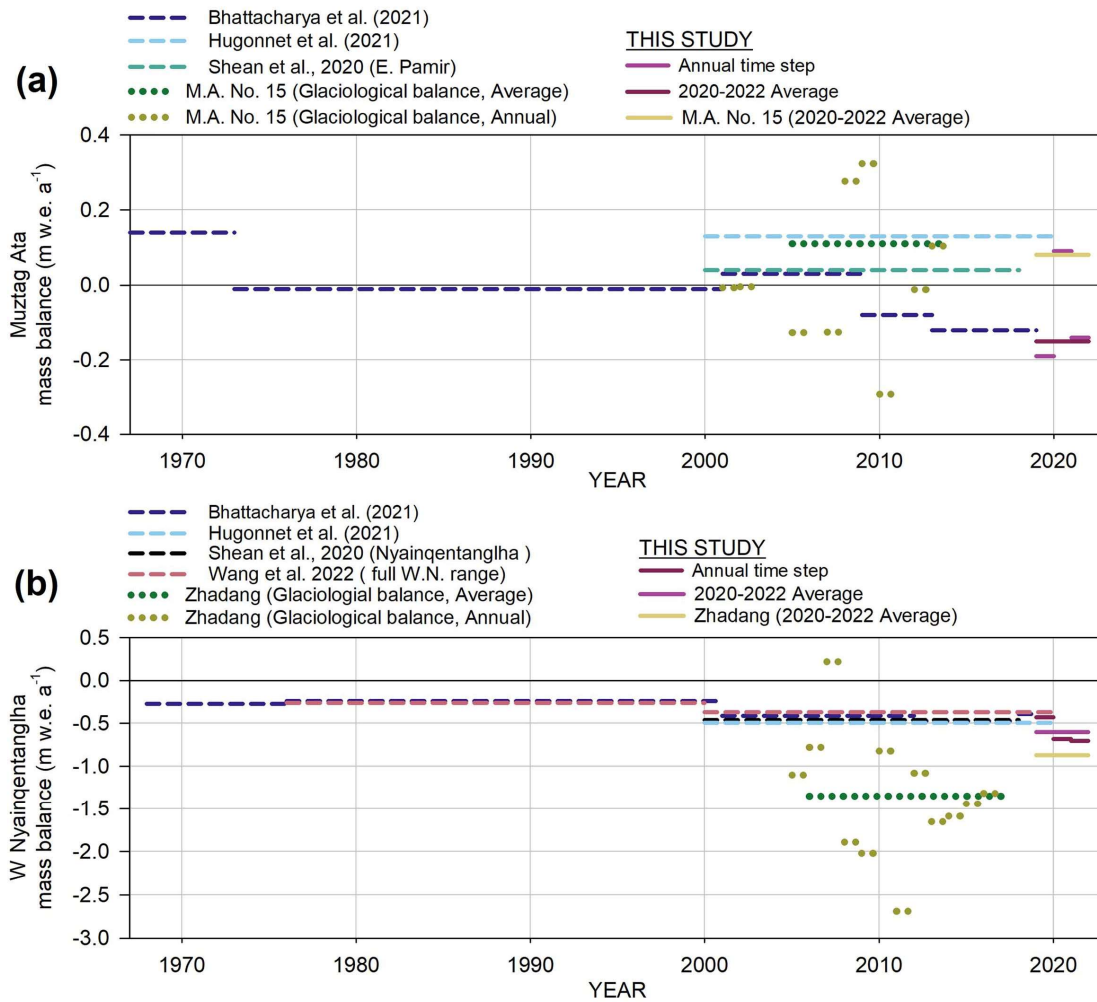 (a)
Bhattacharya et al. (2021)
Hugonnet et al. (2021)
Shean et al., 2020 (E. Pamir)
M.A. No. 15 (Glaciological balance, Average)
M.A. No. 15 (Glaciological balance, Annual)
THIS STUDY
Annual time step
2020-2022 Average
M.A. No. 15 (2020-2022 Average)
Muztag Ata
mass balance (m w.e. a⁻¹)
0.4
0.2
0.0
-0.2
-0.4
1970 1980 1990 2000 2010 2020
YEAR
(b)
Bhattacharya et al. (2021)
Hugonnet et al. (2021)
Shean et al., 2020 (Nyainqentanglha )
Wang et al. 2022 ( full W.N. range)
Zhadang (Glaciologial balance, Average)
Zhadang (Glaciological balance, Annual)
THIS STUDY
Annual time step
2020-2022 Average
Zhadang (2020-2022 Average)
W Nyainqentanglha
mass balance (m w.e. a⁻¹)
0.5
0.0
-0.5
-1.0
-1.5
-2.0
-2.5
-3.0
1970 1980 1990 2000 2010 2020
YEAR